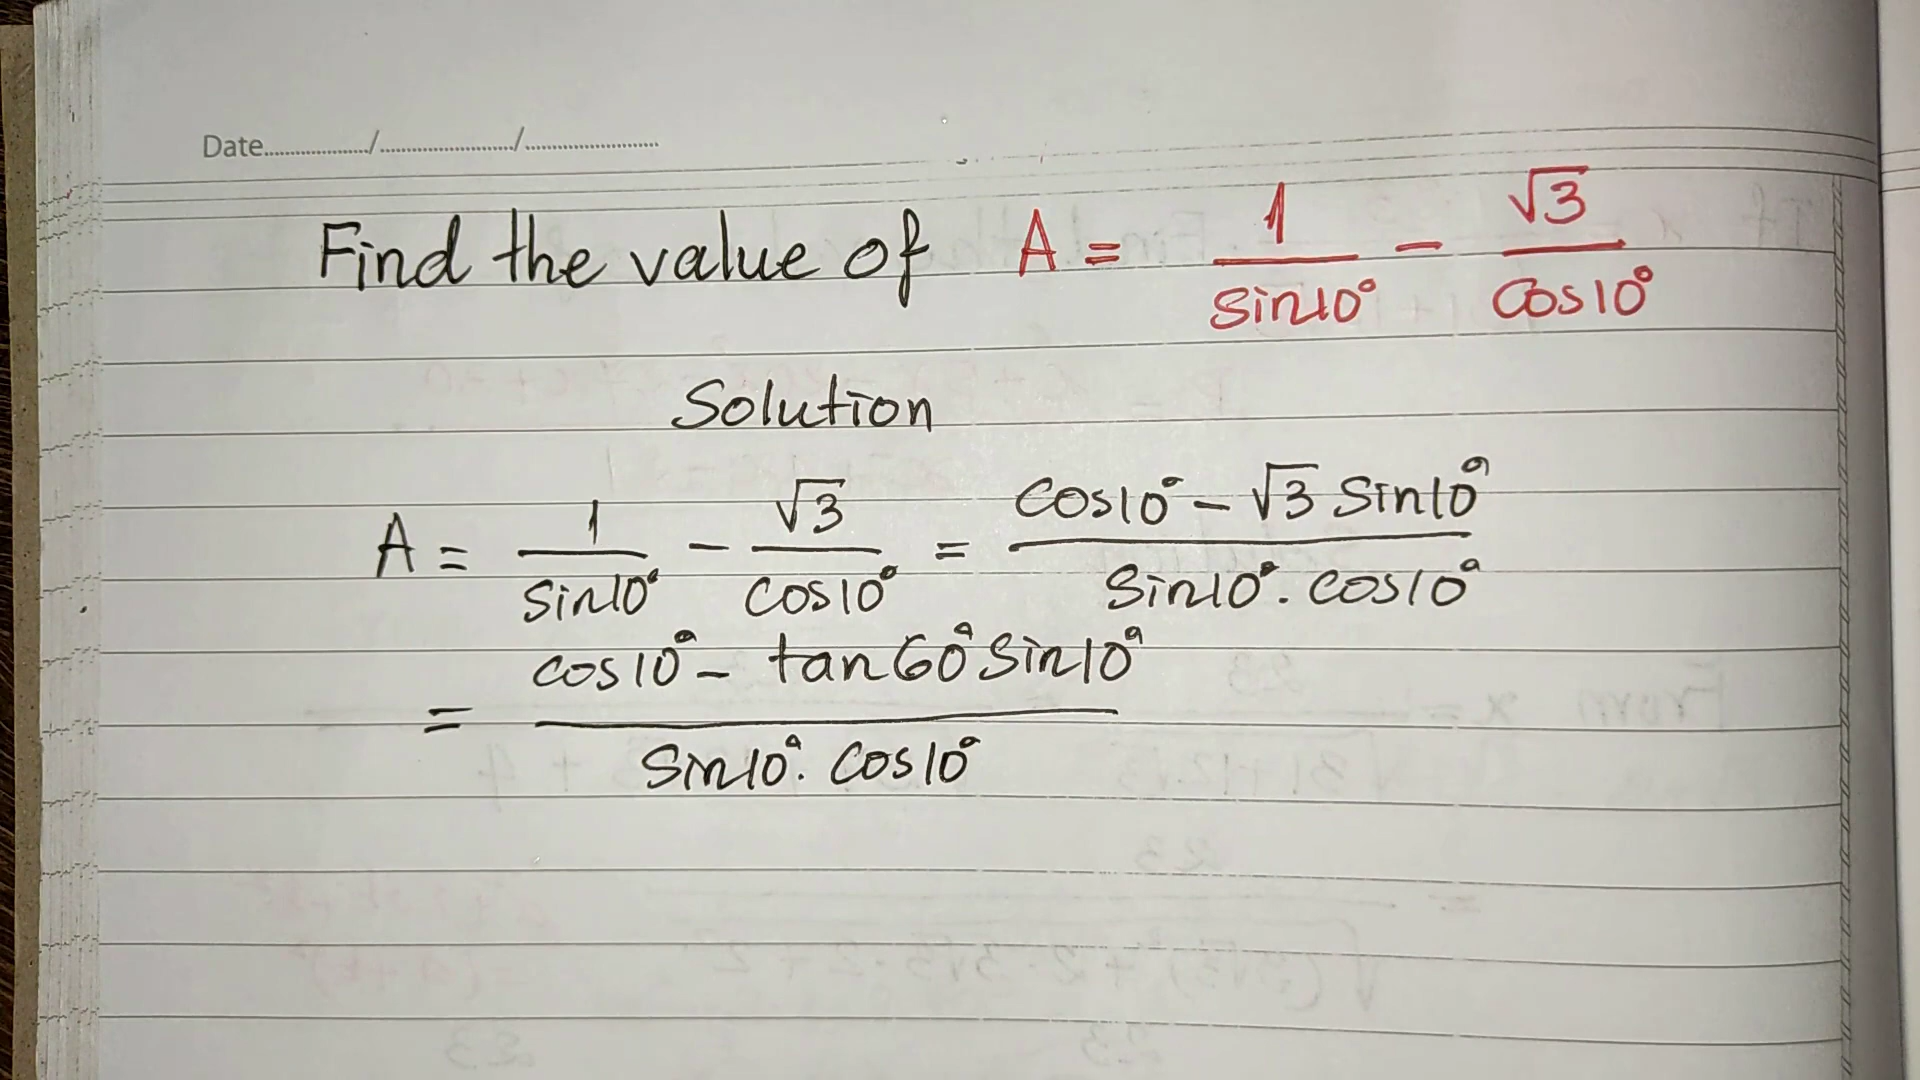 Date..................../........................./..........................
Find the value of A = 1/sin10° - √3/cos10°
Solution
A = 1/sin10° - √3/cos10° = (cos10° - √3 sin10°)/(sin10° . cos10°)
= (cos10° - tan60° sin10°)/(sin10° . cos10°)